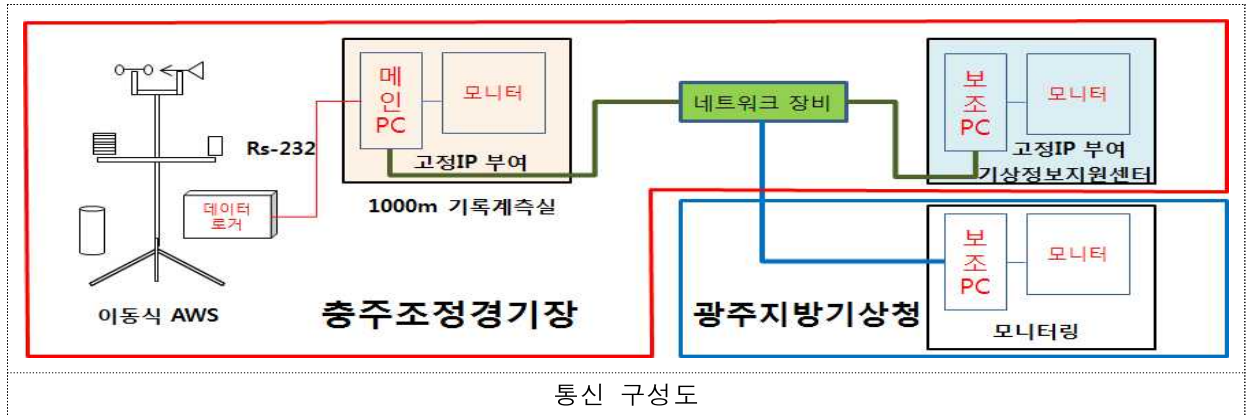 메
인
PC
모니터
고정IP 부여
Rs-232
데이터
로거
1000m 기록계측실
이동식 AWS
충주조정경기장
네트워크 장비
보
조
PC
모니터
고정IP 부여
기상정보지원센터
보
조
PC
모니터
모니터링
광주지방기상청
통신 구성도